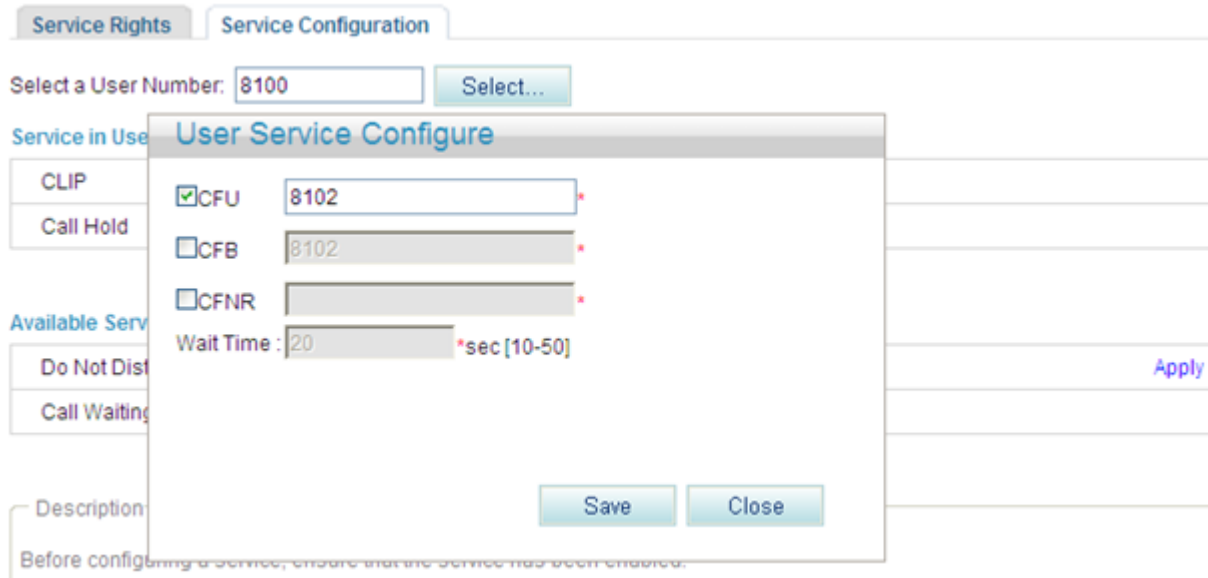 Service Rights Service Configuration
Select a User Number: 8100 Select...
Service in Use
User Service Configure
CLIP
Call Hold
CFU 8102 *
CFB 8102 *
CFNR *
Wait Time : 20 *sec [10-50]
Available Serv
Do Not Dist
Apply
Call Waiting
Save Close
Description
Before configuring a service, ensure that the service has been enabled.